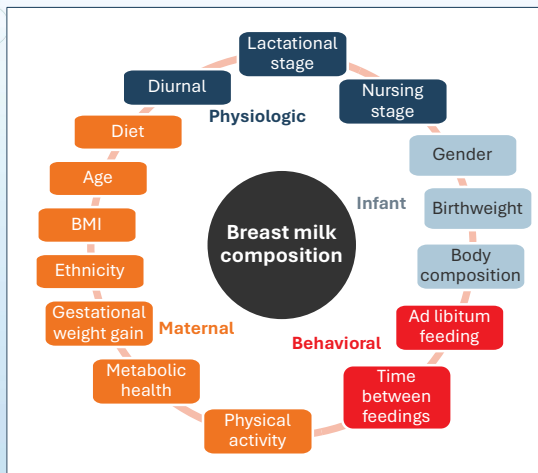 Lactational
stage
Diurnal
Nursing
stage
Physiologic
Diet
Gender
Age
Infant
Birthweight
BMI
Breast milk
composition
Ethnicity
Body
composition
Gestational
weight gain
Maternal
Ad libitum
feeding
Behavioral
Metabolic
health
Time
between
feedings
Physical
activity